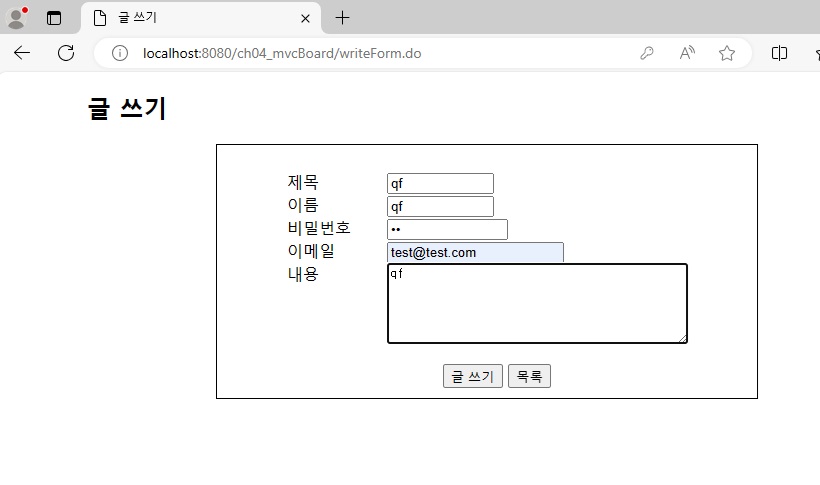 글 쓰기
localhost:8080/ch04_mvcBoard/writeForm.do
글 쓰기
제목 qf
이름 qf
비밀번호 ••
이메일 test@test.com
내용 qf
글 쓰기 목록